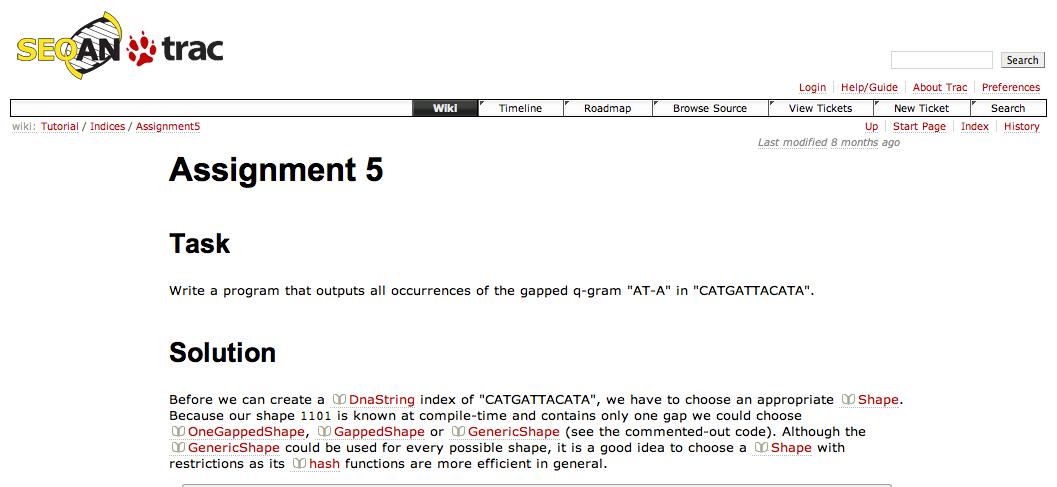 SEQAN trac
Search
Login Help/Guide About Trac Preferences
Wiki Timeline Roadmap Browse Source View Tickets New Ticket Search
wiki: Tutorial / Indices / Assignment5 Up Start Page Index History
Last modified 8 months ago
Assignment 5
Task
Write a program that outputs all occurrences of the gapped q-gram "AT-A" in "CATGATTACATA".
Solution
Before we can create a DnaString index of "CATGATTACATA", we have to choose an appropriate Shape.
Because our shape 1101 is known at compile-time and contains only one gap we could choose
OneGappedShape, GappedShape or GenericShape (see the commented-out code). Although the
GenericShape could be used for every possible shape, it is a good idea to choose a Shape with
restrictions as its hash functions are more efficient in general.